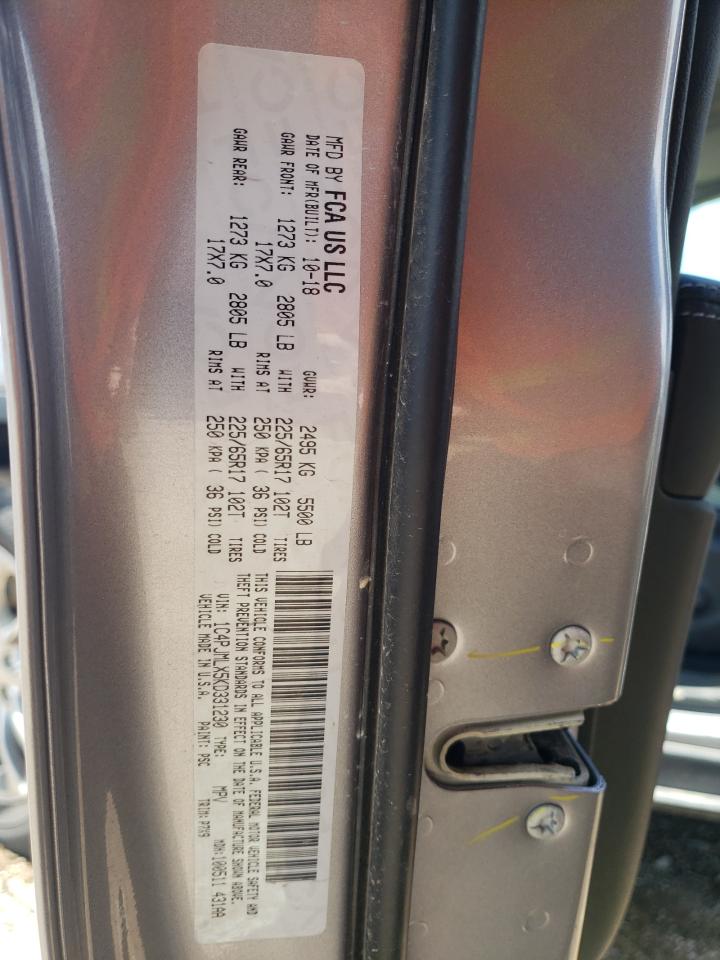 MFD BY FCA US LLC
DATE OF MFR(BUILT): 10-18 GVWR: 2495 KG 5500 LB
GAWR FRONT: 1273 KG 2805 LB WITH 225/65R17 102T TIRES
17X7.0 RIMS AT 250 KPA ( 36 PSI) COLD
GAWR REAR: 1273 KG 2805 LB WITH 225/65R17 102T TIRES
17X7.0 RIMS AT 250 KPA ( 36 PSI) COLD
THIS VEHICLE CONFORMS TO ALL APPLICABLE U.S.A. FEDERAL MOTOR VEHICLE SAFETY AND
THEFT PREVENTION STANDARDS IN EFFECT ON THE DATE OF MANUFACTURE SHOWN ABOVE.
VIN: 1C4PJMLX5KD331230 TYPE: MPV MDH:100511 431AA
VEHICLE MADE IN U.S.A. PAINT: PSC TRIM: